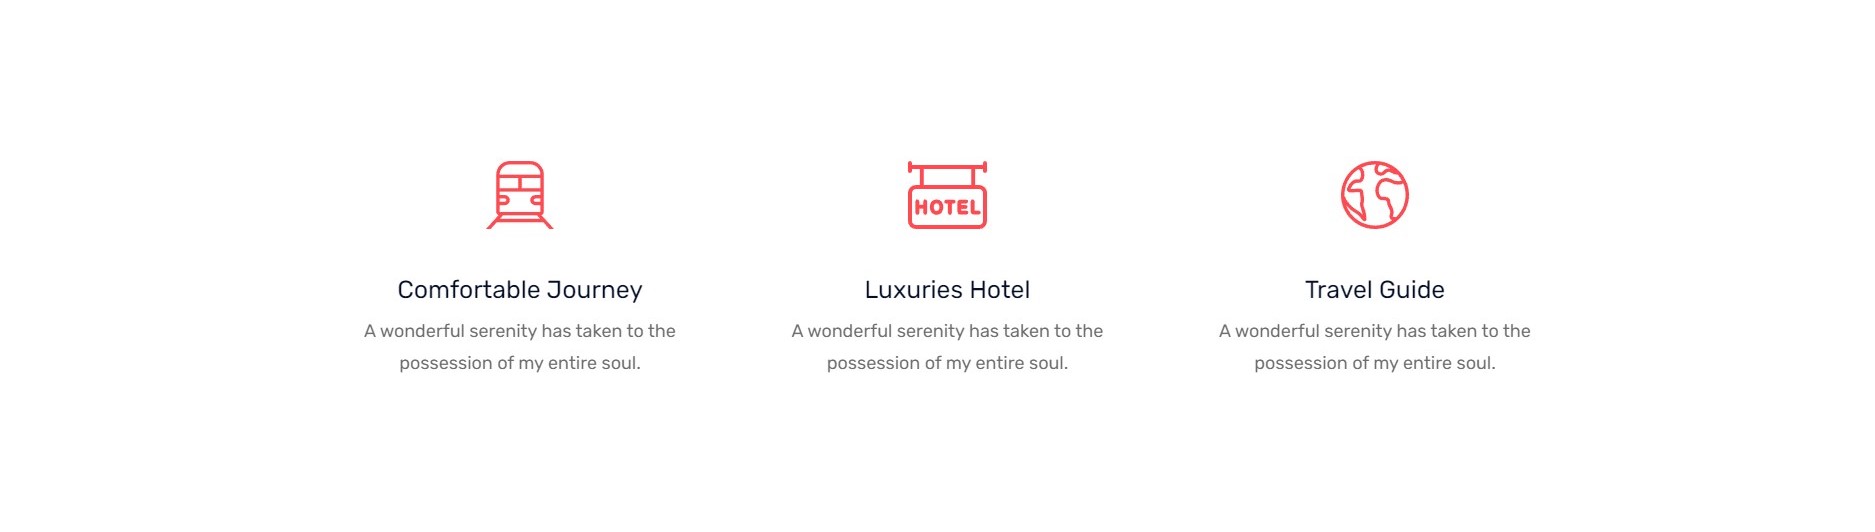 HOTEL
Comfortable Journey
A wonderful serenity has taken to the
possession of my entire soul.
Luxuries Hotel
A wonderful serenity has taken to the
possession of my entire soul.
Travel Guide
A wonderful serenity has taken to the
possession of my entire soul.